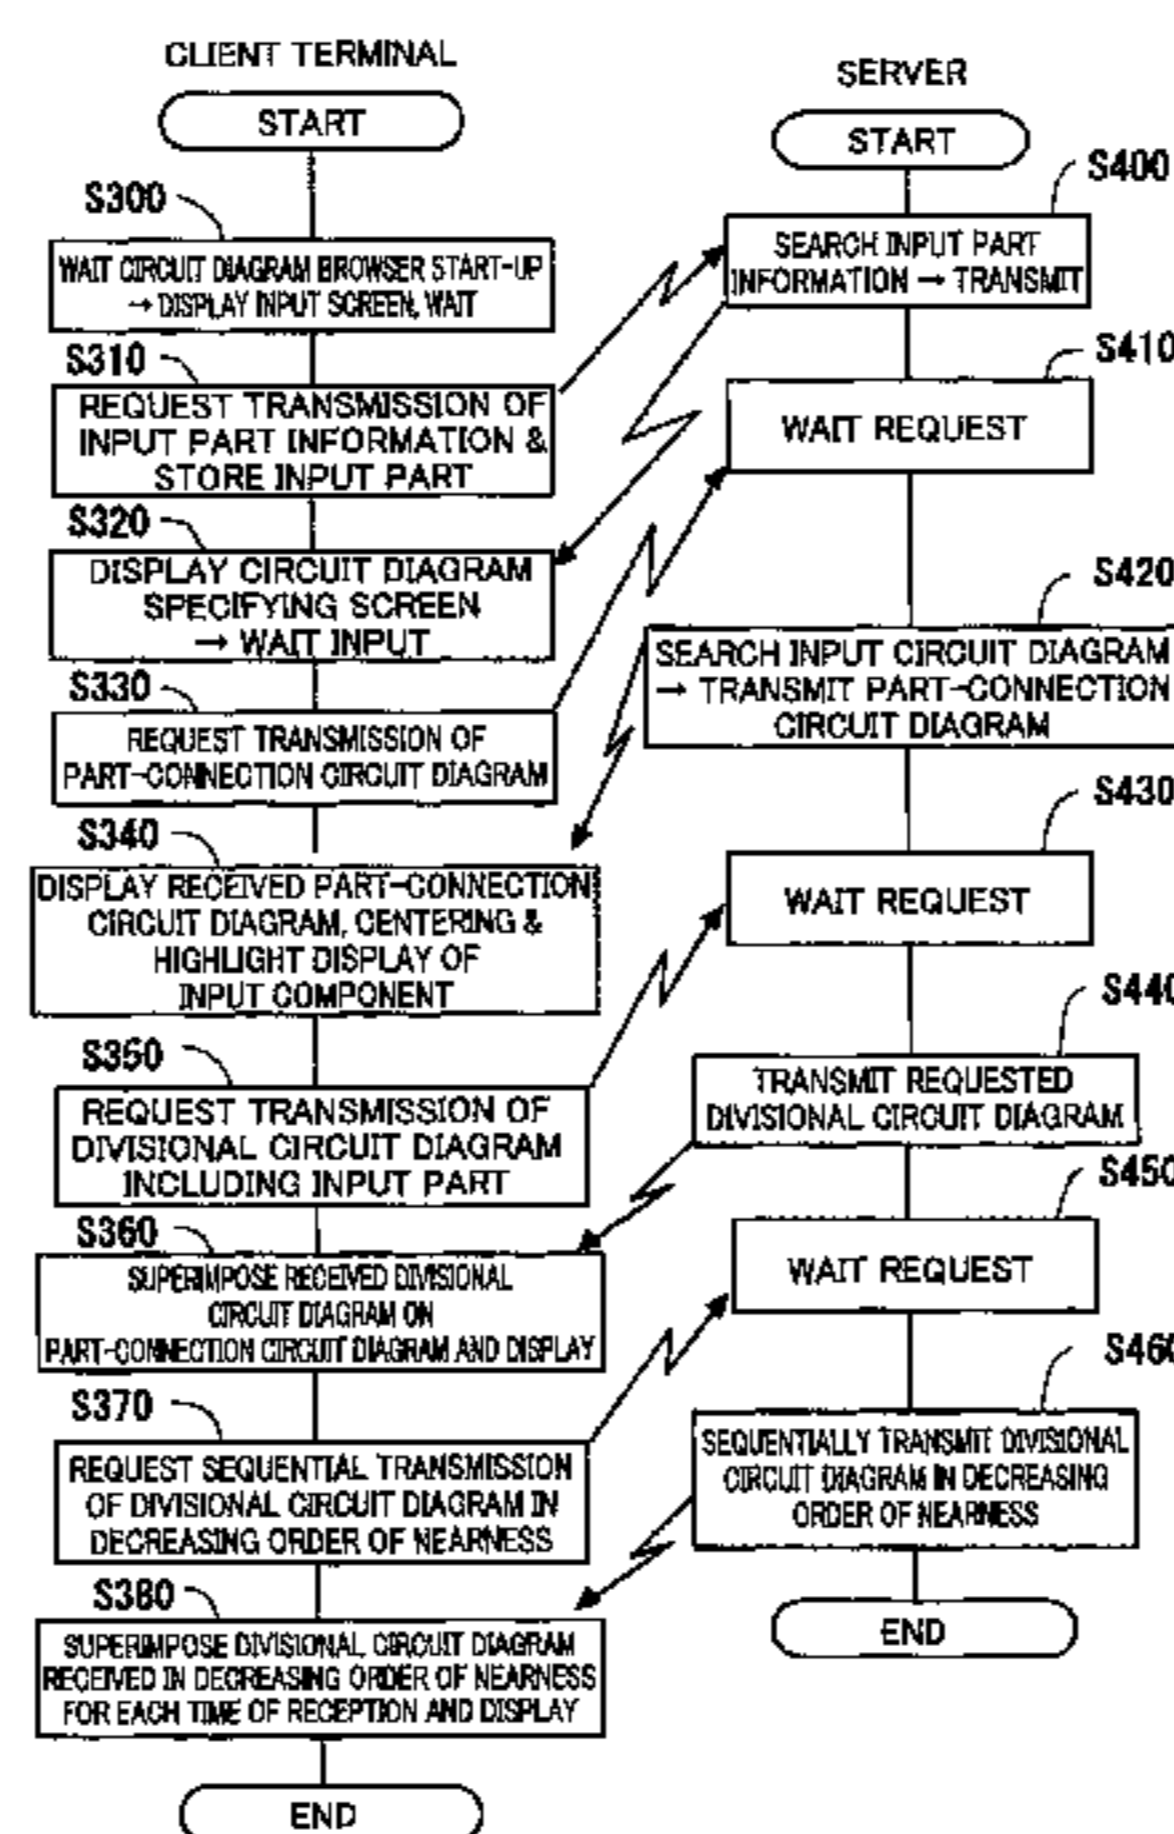 CLIENT TERMINAL
START
S300
WAIT CIRCUIT DIAGRAM BROWSER START-UP
→ DISPLAY INPUT SCREEN, WAIT
S310
REQUEST TRANSMISSION OF
INPUT PART INFORMATION &
STORE INPUT PART
S320
DISPLAY CIRCUIT DIAGRAM
SPECIFYING SCREEN
→ WAIT INPUT
S330
REQUEST TRANSMISSION OF
PART-CONNECTION CIRCUIT DIAGRAM
S340
DISPLAY RECEIVED PART-CONNECTION
CIRCUIT DIAGRAM, CENTERING &
HIGHLIGHT DISPLAY OF
INPUT COMPONENT
S350
REQUEST TRANSMISSION OF
DIVISIONAL CIRCUIT DIAGRAM
INCLUDING INPUT PART
S360
SUPERIMPOSE RECEIVED DIVISIONAL
CIRCUIT DIAGRAM ON
PART-CONNECTION CIRCUIT DIAGRAM AND DISPLAY
S370
REQUEST SEQUENTIAL TRANSMISSION
OF DIVISIONAL CIRCUIT DIAGRAM IN
DECREASING ORDER OF NEARNESS
S380
SUPERIMPOSE DIVISIONAL CIRCUIT DIAGRAM
RECEIVED IN DECREASING ORDER OF NEARNESS
FOR EACH TIME OF RECEPTION AND DISPLAY
END
SERVER
START
S400
SEARCH INPUT PART
INFORMATION → TRANSMIT
S410
WAIT REQUEST
S420
SEARCH INPUT CIRCUIT DIAGRAM
→ TRANSMIT PART-CONNECTION
CIRCUIT DIAGRAM
S430
WAIT REQUEST
S440
TRANSMIT REQUESTED
DIVISIONAL CIRCUIT DIAGRAM
S450
WAIT REQUEST
S460
SEQUENTIALLY TRANSMIT DIVISIONAL
CIRCUIT DIAGRAM IN DECREASING
ORDER OF NEARNESS
END